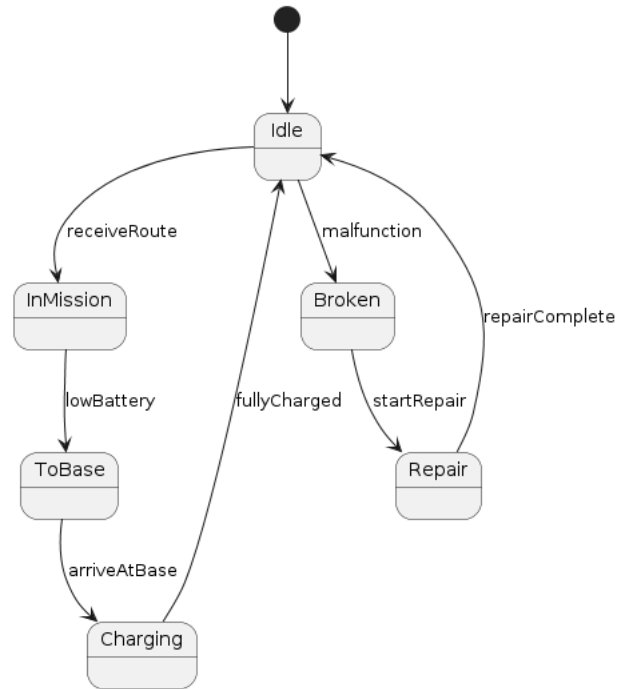 Idle
receiveRoute
malfunction
InMission
Broken
repairComplete
lowBattery
fullyCharged
startRepair
ToBase
Repair
arriveAtBase
Charging